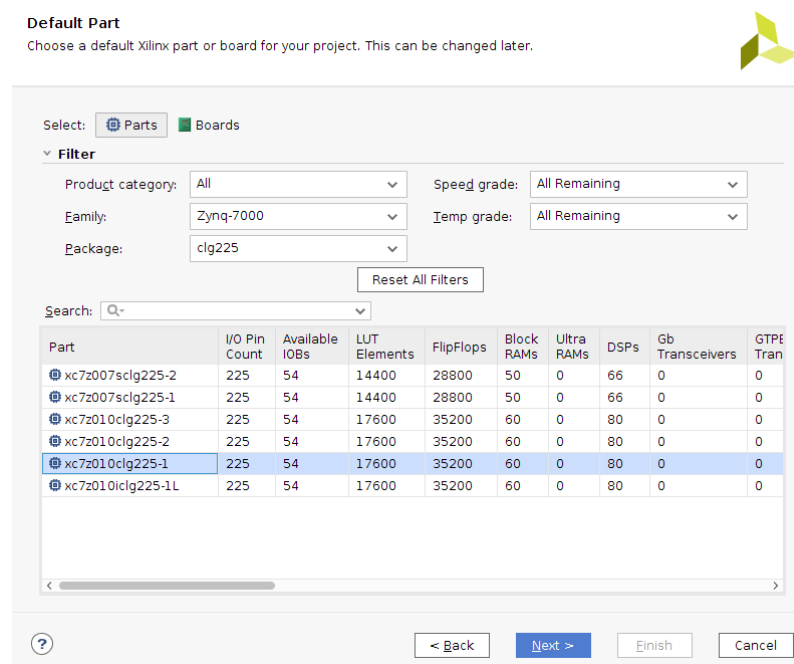 Default Part
Choose a default Xilinx part or board for your project. This can be changed later.
Select: Parts Boards
Filter
Product category: All Speed grade: All Remaining
Family: Zynq-7000 Temp grade: All Remaining
Package: clg225
Reset All Filters
Search:
Part I/O Pin Count Available IOBs LUT Elements FlipFlops Block RAMs Ultra RAMs DSPs Gb Transceivers GTPE Tran
xc7z007sclg225-2 225 54 14400 28800 50 0 66 0 0
xc7z007sclg225-1 225 54 14400 28800 50 0 66 0 0
xc7z010clg225-3 225 54 17600 35200 60 0 80 0 0
xc7z010clg225-2 225 54 17600 35200 60 0 80 0 0
xc7z010clg225-1 225 54 17600 35200 60 0 80 0 0
xc7z010iclg225-1L 225 54 17600 35200 60 0 80 0 0
? < Back Next > Finish Cancel